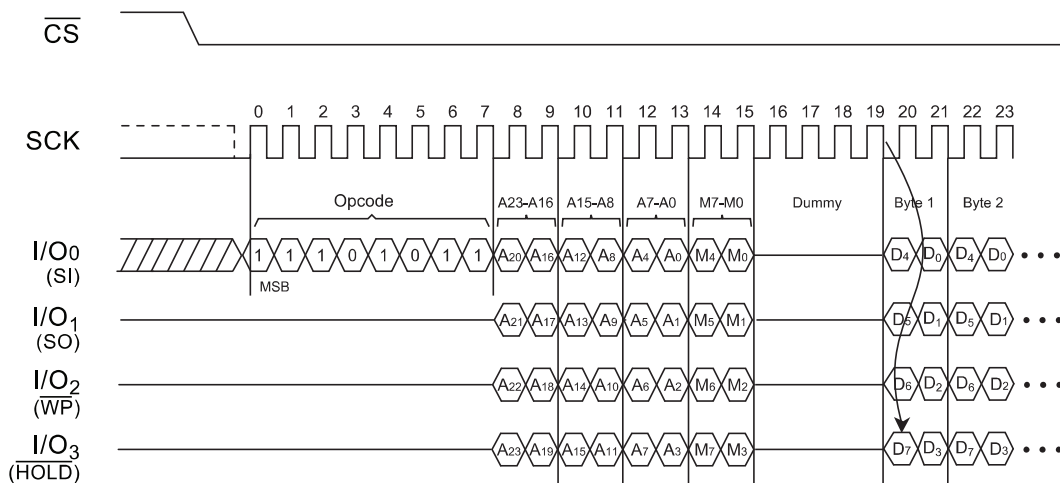 CS
0 1 2 3 4 5 6 7 8 9 10 11 12 13 14 15 16 17 18 19 20 21 22 23
SCK
Opcode A23-A16 A15-A8 A7-A0 M7-M0 Dummy Byte 1 Byte 2
I/O0 1 1 1 0 1 0 1 1 A20 A16 A12 A8 A4 A0 M4 M0 D4 D0 D4 D0
(SI)
MSB
I/O1 A21 A17 A13 A9 A5 A1 M5 M1 D5 D1 D5 D1
(SO)
I/O2 A22 A18 A14 A10 A6 A2 M6 M2 D6 D2 D6 D2
(WP)
I/O3 A23 A19 A15 A11 A7 A3 M7 M3 D7 D3 D7 D3
(HOLD)